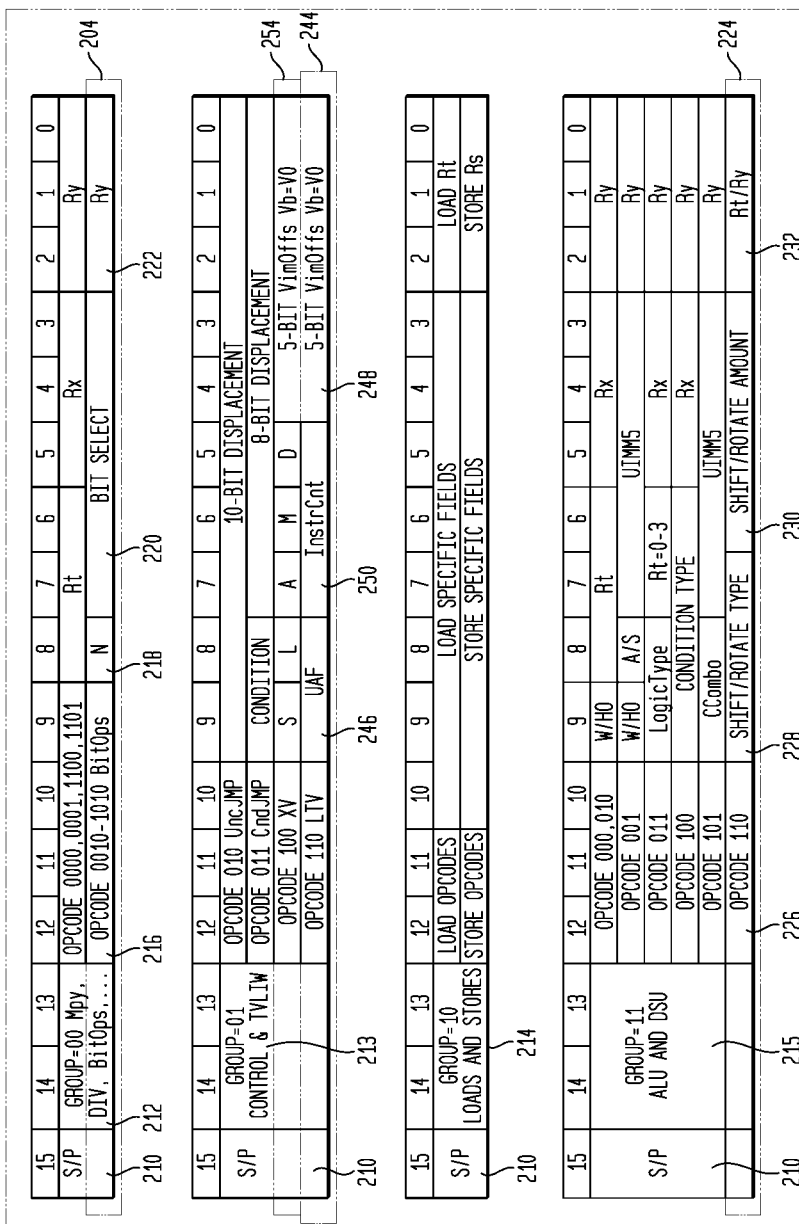 15 14 13 12 11 10 9 8 7 6 5 4 3 2 1 0
S/P GROUP=00 Mpy, OPCODE 0000,0001,1100,1101 Rt Rx Ry
DIV, BitOps,... OPCODE 0010-1010 BitOps N BIT SELECT Ry
210 212 216 218 220 222 204
15 14 13 12 11 10 9 8 7 6 5 4 3 2 1 0
S/P GROUP=01 OPCODE 010 UncJMP 10-BIT DISPLACEMENT
CONTROL & TVLIW OPCODE 011 CndJMP CONDITION 8-BIT DISPLACEMENT
OPCODE 100 XV S L A M D 5-BIT VimOffs Vb=V0 254
OPCODE 110 LTV UAF InstrCnt 5-BIT VimOffs Vb=V0 244
210 213 246 250 248
15 14 13 12 11 10 9 8 7 6 5 4 3 2 1 0
S/P GROUP=10 LOAD OPCODES LOAD SPECIFIC FIELDS LOAD Rt
LOADS AND STORES STORE OPCODES STORE SPECIFIC FIELDS STORE Rs
210 214
15 14 13 12 11 10 9 8 7 6 5 4 3 2 1 0
S/P GROUP=11 OPCODE 000,010 W/H0 Rt Rx Ry
ALU AND DSU OPCODE 001 W/H0 A/S UIMM5 Ry
OPCODE 011 LogicType Rt=0-3 Rx Ry
OPCODE 100 CONDITION TYPE Rx Ry
OPCODE 101 CCombo UIMM5 Ry
OPCODE 110 SHIFT/ROTATE TYPE SHIFT/ROTATE AMOUNT Rt/Ry
210 215 226 228 230 232 224